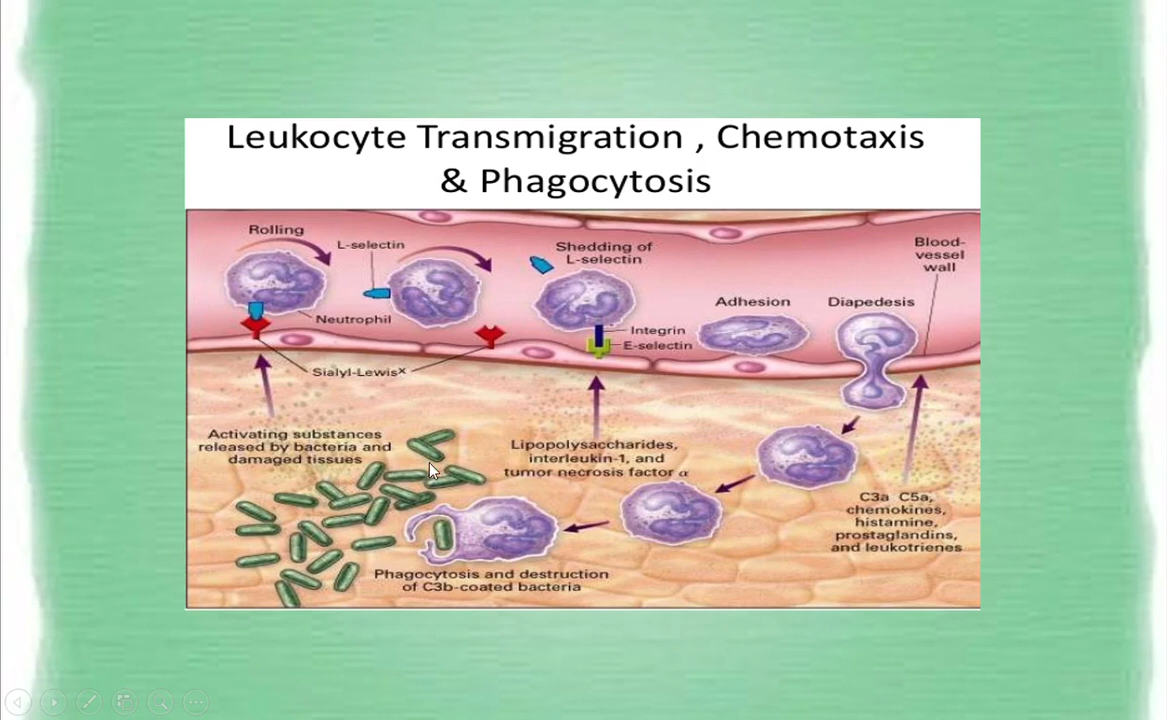 Leukocyte Transmigration , Chemotaxis
& Phagocytosis
Rolling
L-selectin
Neutrophil
Sialyl-Lewisˣ
Shedding of
L-selectin
Integrin
E-selectin
Adhesion
Diapedesis
Blood-
vessel
wall
Activating substances
released by bacteria and
damaged tissues
Lipopolysaccharides,
interleukin-1, and
tumor necrosis factor α
C3a C5a,
chemokines,
histamine,
prostaglandins,
and leukotrienes
Phagocytosis and destruction
of C3b-coated bacteria